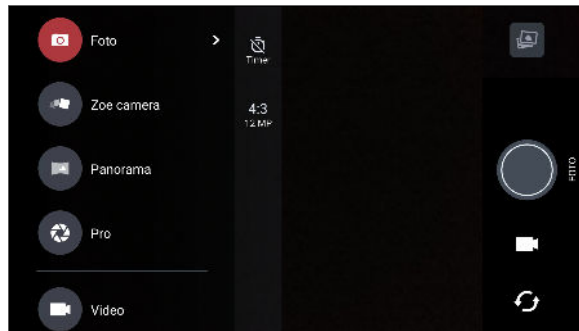 Foto
Timer
Zoe camera
4:3
12 MP
Panorama
FOTO
Pro
Video